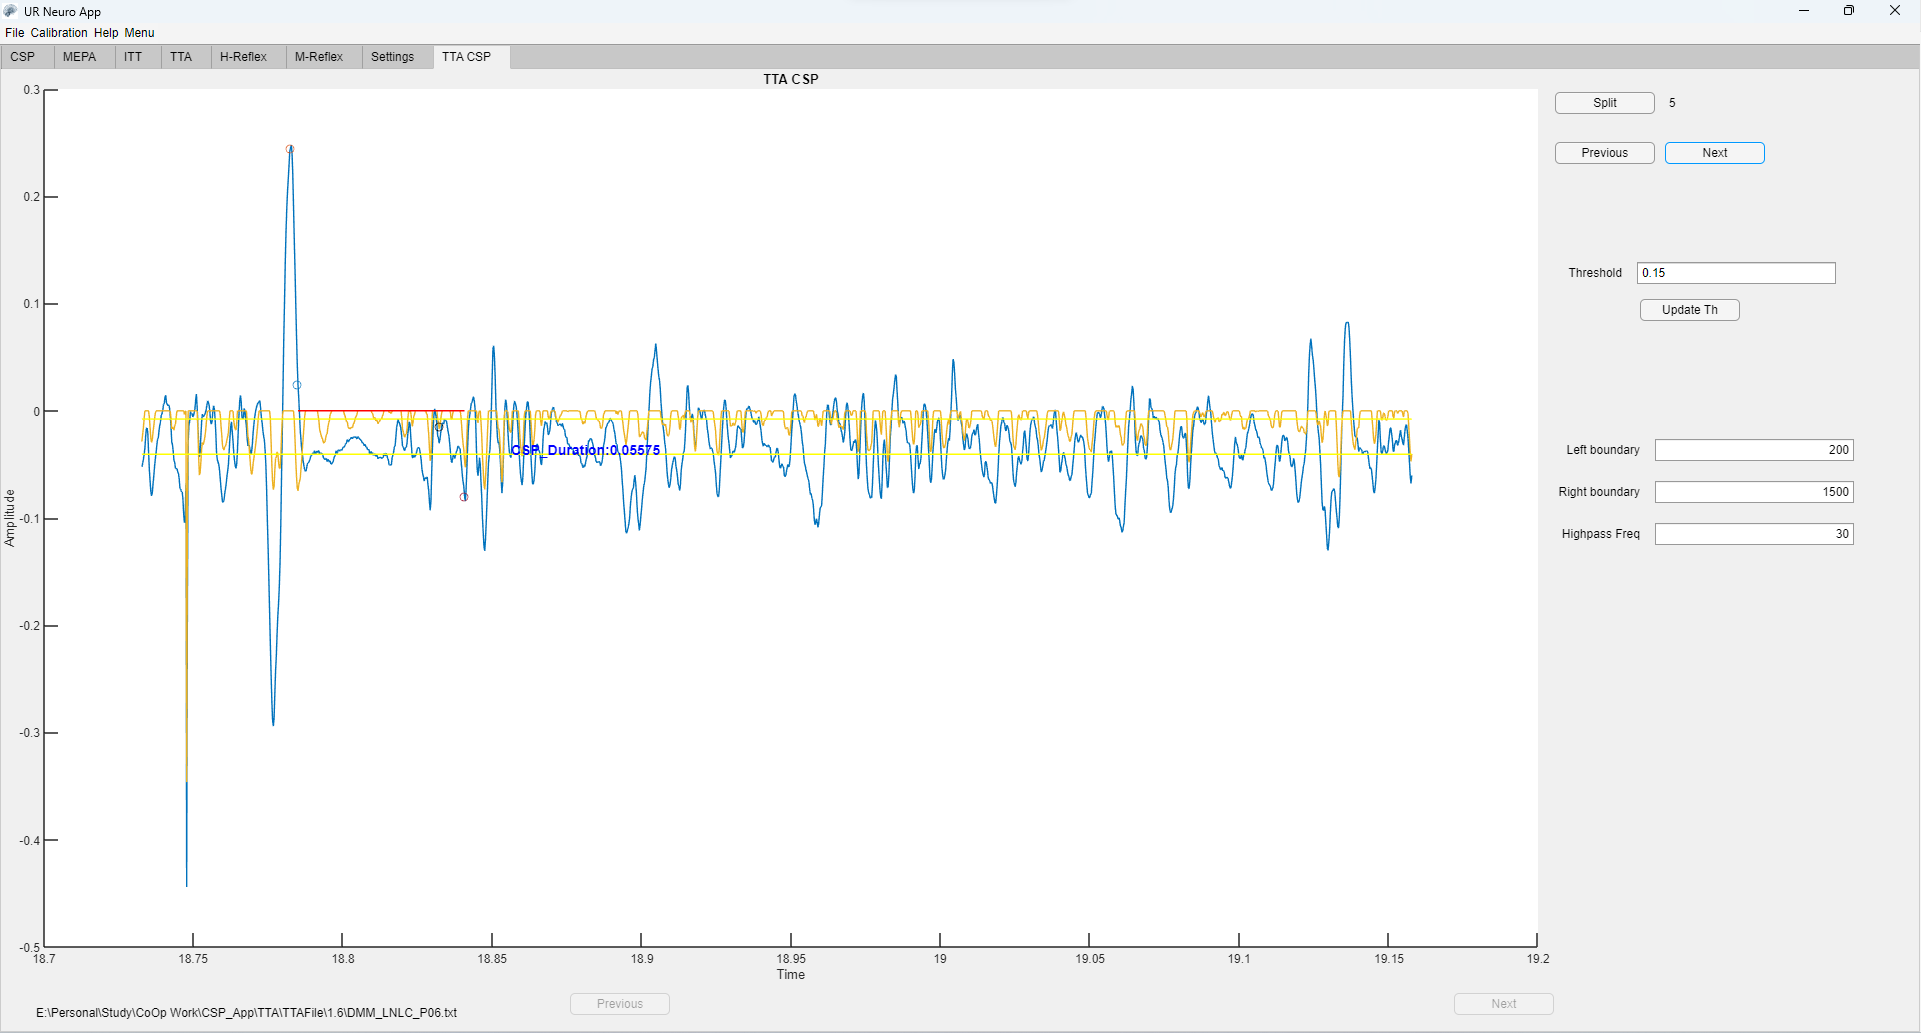 UR Neuro App
File Calibration Help Menu
CSP MEPA ITT TTA H-Reflex M-Reflex Settings TTA CSP
TTA CSP
Split 5
Previous Next
Threshold 0.15
Update Th
Left boundary 200
Right boundary 1500
Highpass Freq 30
0.3
0.2
0.1
0
-0.1
-0.2
-0.3
-0.4
-0.5
Amplitude
CSP_Duration:0.05575
18.7 18.75 18.8 18.85 18.9 18.95 19 19.05 19.1 19.15 19.2
Time
Previous Next
E:\Personal\Study\CoOp Work\CSP_App\TTA\TTAFile\1.6\DMM_LNLC_P06.txt